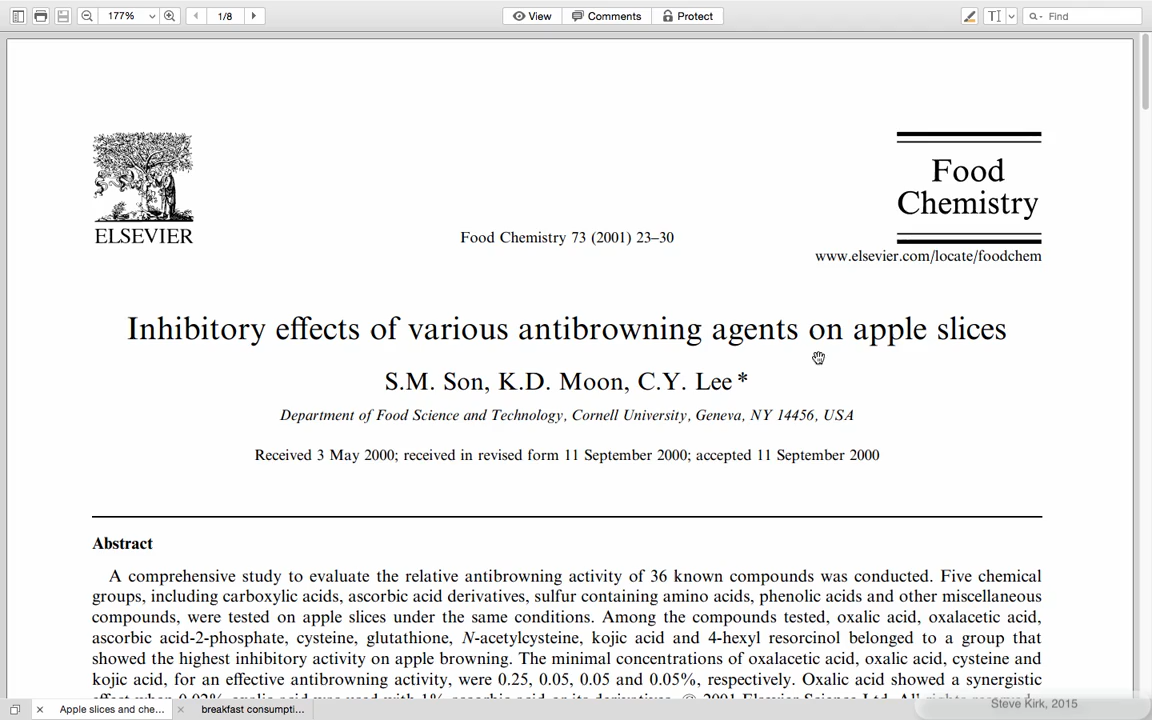 177%
1/8
View
Comments
Protect
Find
ELSEVIER
Food Chemistry 73 (2001) 23–30
Food
Chemistry
www.elsevier.com/locate/foodchem
Inhibitory effects of various antibrowning agents on apple slices
S.M. Son, K.D. Moon, C.Y. Lee *
Department of Food Science and Technology, Cornell University, Geneva, NY 14456, USA
Received 3 May 2000; received in revised form 11 September 2000; accepted 11 September 2000
Abstract
A comprehensive study to evaluate the relative antibrowning activity of 36 known compounds was conducted. Five chemical
groups, including carboxylic acids, ascorbic acid derivatives, sulfur containing amino acids, phenolic acids and other miscellaneous
compounds, were tested on apple slices under the same conditions. Among the compounds tested, oxalic acid, oxalacetic acid,
ascorbic acid-2-phosphate, cysteine, glutathione, N-acetylcysteine, kojic acid and 4-hexyl resorcinol belonged to a group that
showed the highest inhibitory activity on apple browning. The minimal concentrations of oxalacetic acid, oxalic acid, cysteine and
kojic acid, for an effective antibrowning activity, were 0.25, 0.05, 0.05 and 0.05%, respectively. Oxalic acid showed a synergistic
Apple slices and che...
breakfast consumpti...
Steve Kirk, 2015